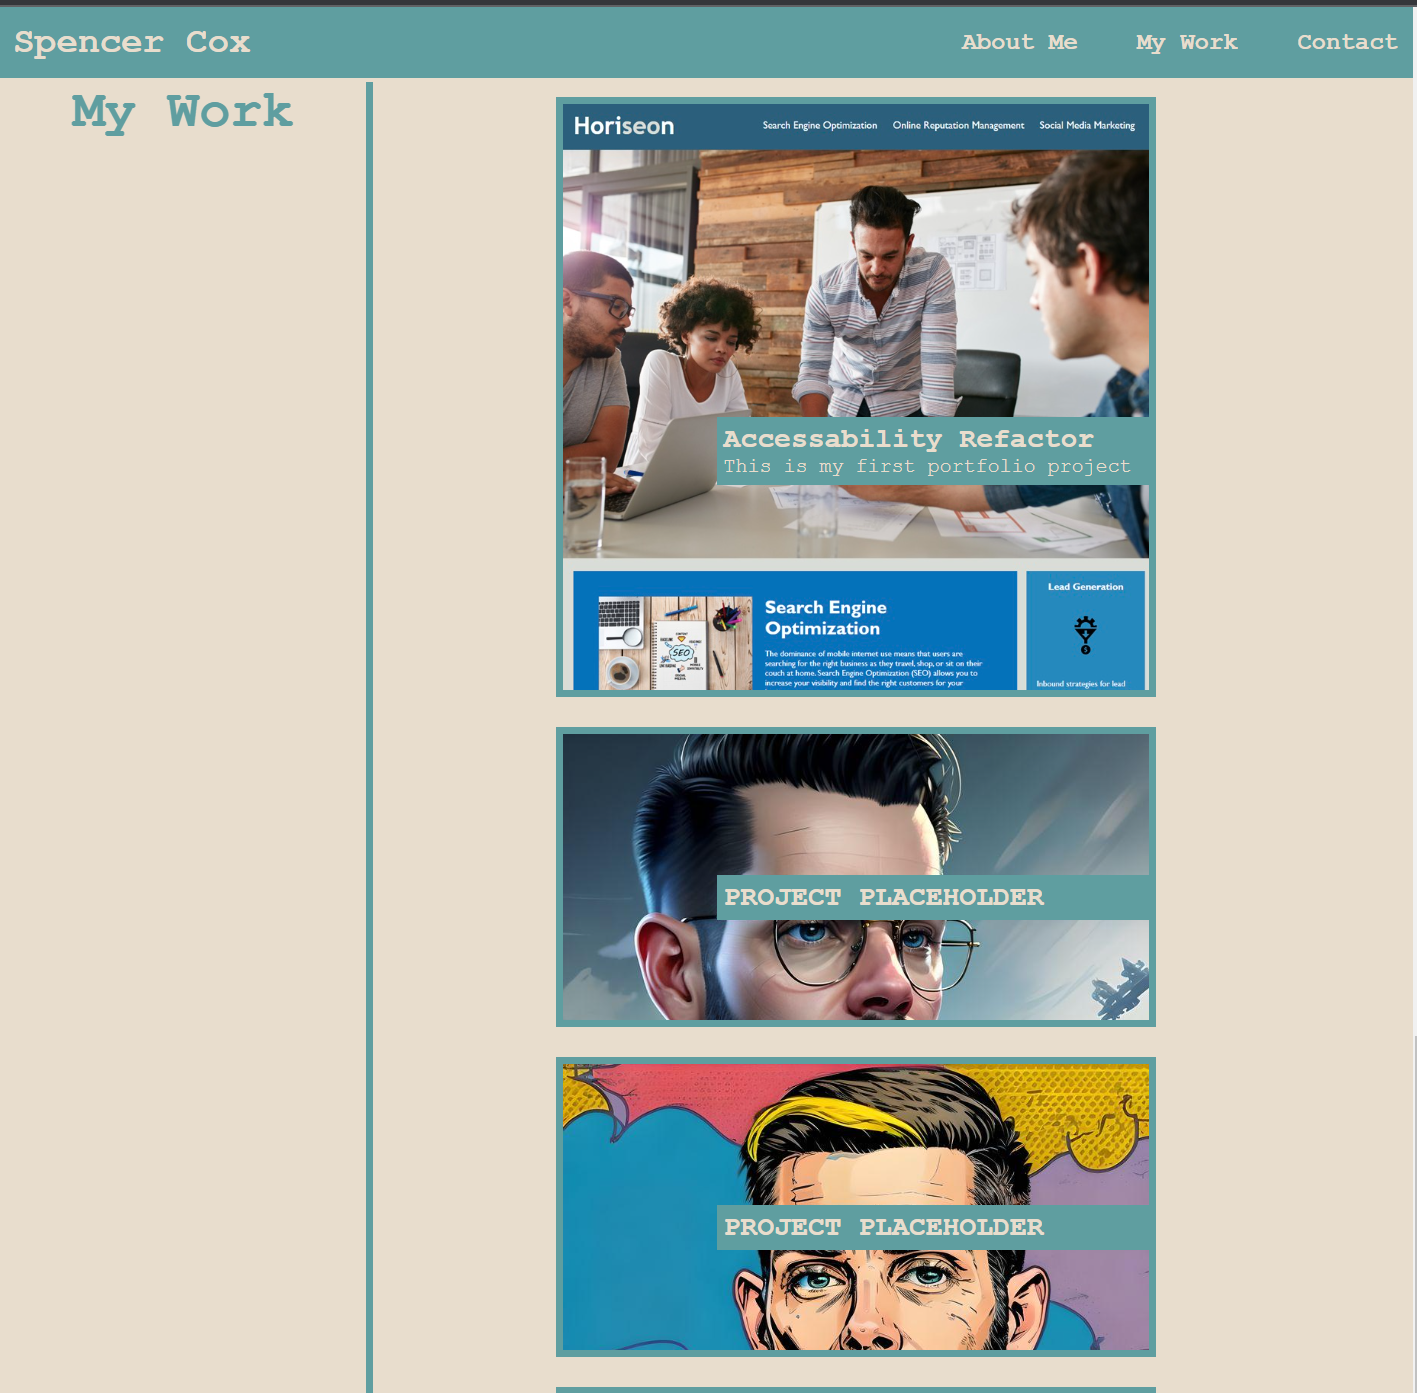 Spencer Cox
About Me
My Work
Contact
My Work
Horiseon
Search Engine Optimization
Online Reputation Management
Social Media Marketing
Accessability Refactor
This is my first portfolio project
Search Engine
Optimization
The dominance of mobile internet use means that users are
searching for the right business as they travel, shop, or sit on their
couch at home. Search Engine Optimization (SEO) allows you to
increase your visibility and find the right customers for your
SEO
Lead Generation
Inbound strategies for lead
PROJECT PLACEHOLDER
PROJECT PLACEHOLDER